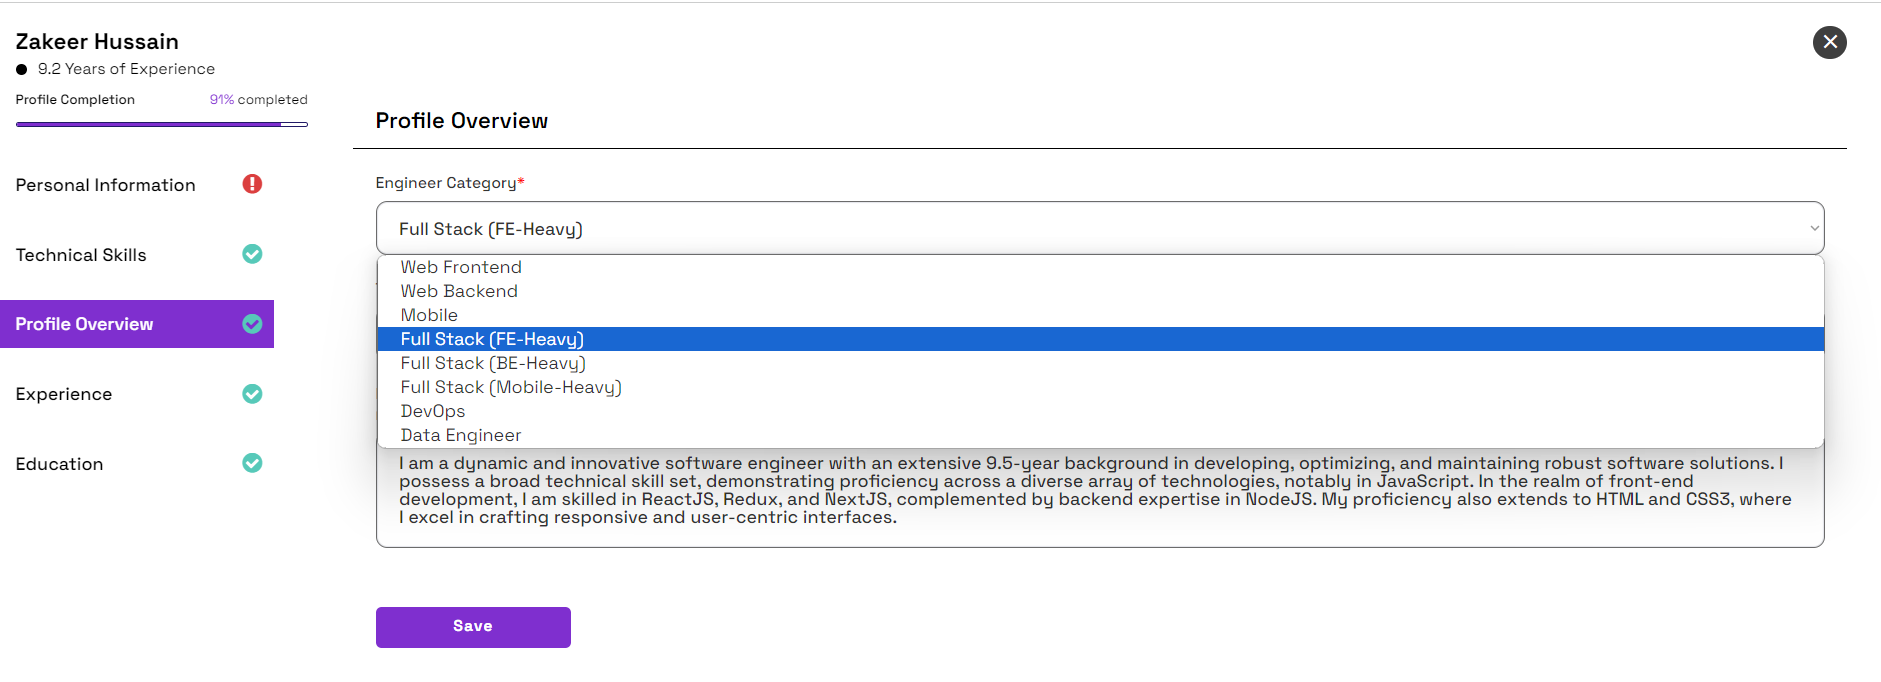 Zakeer Hussain
9.2 Years of Experience
Profile Completion 91% completed
Personal Information
Technical Skills
Profile Overview
Experience
Education
Profile Overview
Engineer Category*
Full Stack (FE-Heavy)
Web Frontend
Web Backend
Mobile
Full Stack (FE-Heavy)
Full Stack (BE-Heavy)
Full Stack (Mobile-Heavy)
DevOps
Data Engineer
I am a dynamic and innovative software engineer with an extensive 9.5-year background in developing, optimizing, and maintaining robust software solutions. I
possess a broad technical skill set, demonstrating proficiency across a diverse array of technologies, notably in JavaScript. In the realm of front-end
development, I am skilled in ReactJS, Redux, and NextJS, complemented by backend expertise in NodeJS. My proficiency also extends to HTML and CSS3, where
I excel in crafting responsive and user-centric interfaces.
Save